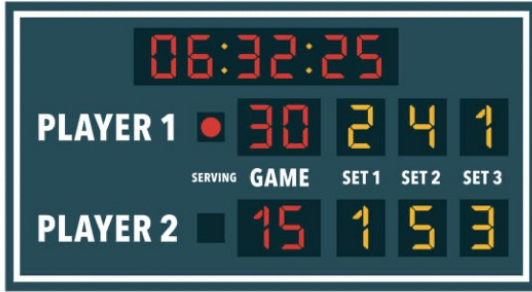 06:32:25
PLAYER 1 30 2 4 1
SERVING GAME SET 1 SET 2 SET 3
PLAYER 2 15 1 5 3